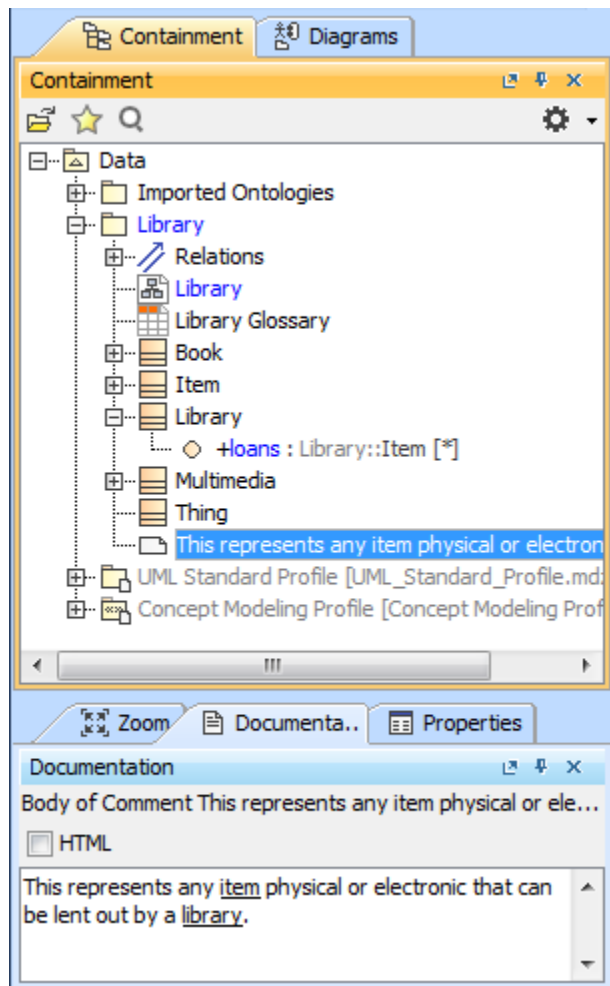 Containment Diagrams
Containment
Data
Imported Ontologies
Library
Relations
Library
Library Glossary
Book
Item
Library
+loans : Library::Item [*]
Multimedia
Thing
This represents any item physical or electron
UML Standard Profile [UML_Standard_Profile.mdz
Concept Modeling Profile [Concept Modeling Prof
Zoom Documenta.. Properties
Documentation
Body of Comment This represents any item physical or ele...
HTML
This represents any item physical or electronic that can
be lent out by a library.